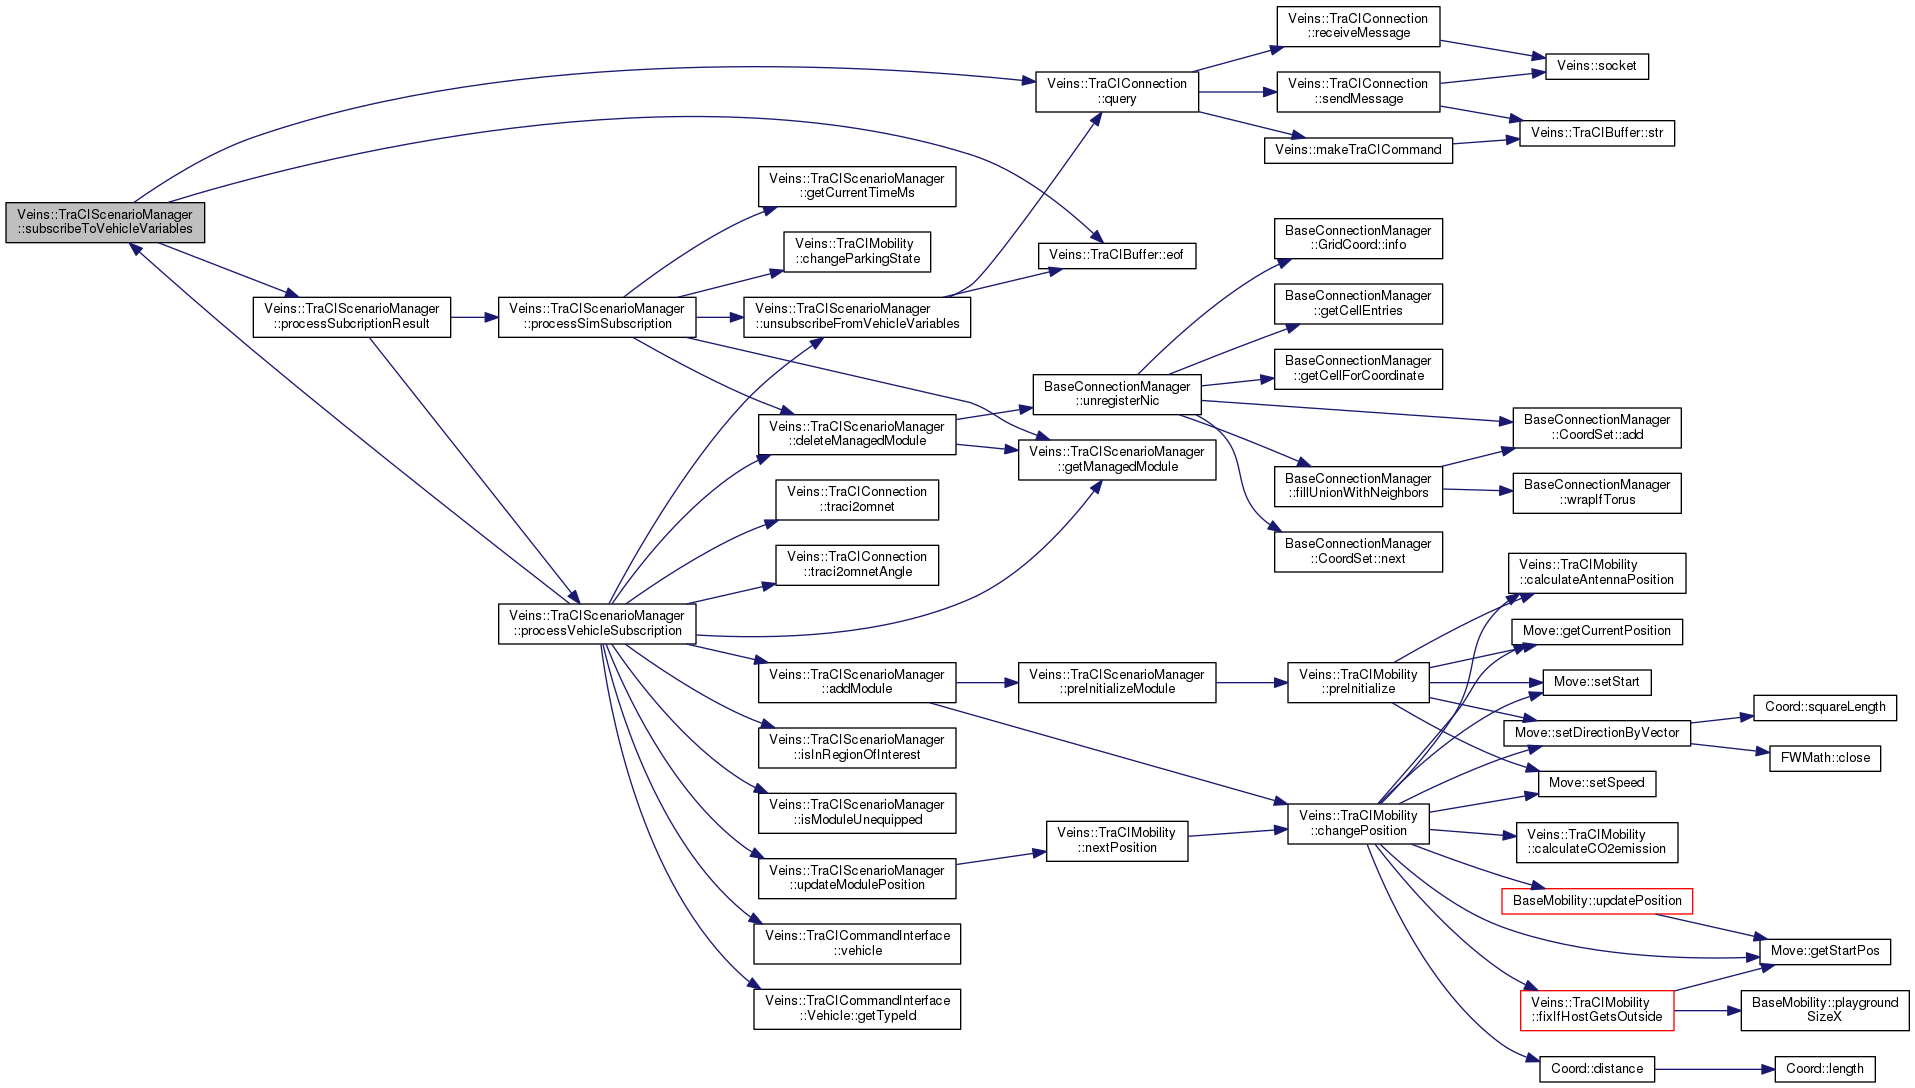 Veins::TraCIScenarioManager
::subscribeToVehicleVariables
Veins::TraCIScenarioManager
::processSubcriptionResult
Veins::TraCIScenarioManager
::processSimSubscription
Veins::TraCIScenarioManager
::processVehicleSubscription
Veins::TraCIScenarioManager
::getCurrentTimeMs
Veins::TraCIMobility
::changeParkingState
Veins::TraCIScenarioManager
::unsubscribeFromVehicleVariables
Veins::TraCIScenarioManager
::deleteManagedModule
Veins::TraCIConnection
::traci2omnet
Veins::TraCIConnection
::traci2omnetAngle
Veins::TraCIScenarioManager
::addModule
Veins::TraCIScenarioManager
::isInRegionOfInterest
Veins::TraCIScenarioManager
::isModuleUnequipped
Veins::TraCIScenarioManager
::updateModulePosition
Veins::TraCICommandInterface
::vehicle
Veins::TraCICommandInterface
::Vehicle::getTypeId
Veins::TraCIConnection
::query
Veins::TraCIBuffer::eof
BaseConnectionManager
::unregisterNic
Veins::TraCIScenarioManager
::getManagedModule
Veins::TraCIScenarioManager
::preInitializeModule
Veins::TraCIMobility
::nextPosition
Veins::TraCIConnection
::receiveMessage
Veins::TraCIConnection
::sendMessage
Veins::makeTraCICommand
BaseConnectionManager
::GridCoord::info
BaseConnectionManager
::getCellEntries
BaseConnectionManager
::getCellForCoordinate
BaseConnectionManager
::fillUnionWithNeighbors
BaseConnectionManager
::CoordSet::next
Veins::TraCIMobility
::preInitialize
Veins::TraCIMobility
::changePosition
Veins::socket
Veins::TraCIBuffer::str
BaseConnectionManager
::CoordSet::add
BaseConnectionManager
::wrapIfTorus
Veins::TraCIMobility
::calculateAntennaPosition
Move::getCurrentPosition
Move::setStart
Move::setDirectionByVector
Move::setSpeed
Veins::TraCIMobility
::calculateCO2emission
BaseMobility::updatePosition
Veins::TraCIMobility
::fixIfHostGetsOutside
Coord::distance
Coord::squareLength
FWMath::close
Move::getStartPos
BaseMobility::playground
SizeX
Coord::length